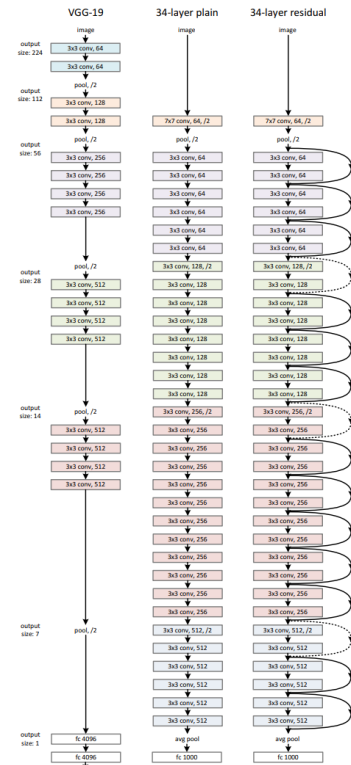 output
size: 224
output
size: 112
output
size: 56
output
size: 28
output
size: 14
output
size: 7
output
size: 1
VGG-19
image
3x3 conv, 64
3x3 conv, 64
pool, /2
3x3 conv, 128
3x3 conv, 128
pool, /2
3x3 conv, 256
3x3 conv, 256
3x3 conv, 256
3x3 conv, 256
pool, /2
3x3 conv, 512
3x3 conv, 512
3x3 conv, 512
3x3 conv, 512
pool, /2
3x3 conv, 512
3x3 conv, 512
3x3 conv, 512
3x3 conv, 512
pool, /2
fc 4096
fc 4096
34-layer plain
image
7x7 conv, 64, /2
pool, /2
3x3 conv, 64
3x3 conv, 64
3x3 conv, 64
3x3 conv, 64
3x3 conv, 64
3x3 conv, 64
3x3 conv, 128, /2
3x3 conv, 128
3x3 conv, 128
3x3 conv, 128
3x3 conv, 128
3x3 conv, 128
3x3 conv, 128
3x3 conv, 128
3x3 conv, 256, /2
3x3 conv, 256
3x3 conv, 256
3x3 conv, 256
3x3 conv, 256
3x3 conv, 256
3x3 conv, 256
3x3 conv, 256
3x3 conv, 256
3x3 conv, 256
3x3 conv, 256
3x3 conv, 256
3x3 conv, 512, /2
3x3 conv, 512
3x3 conv, 512
3x3 conv, 512
3x3 conv, 512
3x3 conv, 512
avg pool
fc 1000
34-layer residual
image
7x7 conv, 64, /2
pool, /2
3x3 conv, 64
3x3 conv, 64
3x3 conv, 64
3x3 conv, 64
3x3 conv, 64
3x3 conv, 64
3x3 conv, 128, /2
3x3 conv, 128
3x3 conv, 128
3x3 conv, 128
3x3 conv, 128
3x3 conv, 128
3x3 conv, 128
3x3 conv, 128
3x3 conv, 256, /2
3x3 conv, 256
3x3 conv, 256
3x3 conv, 256
3x3 conv, 256
3x3 conv, 256
3x3 conv, 256
3x3 conv, 256
3x3 conv, 256
3x3 conv, 256
3x3 conv, 256
3x3 conv, 256
3x3 conv, 512, /2
3x3 conv, 512
3x3 conv, 512
3x3 conv, 512
3x3 conv, 512
3x3 conv, 512
avg pool
fc 1000